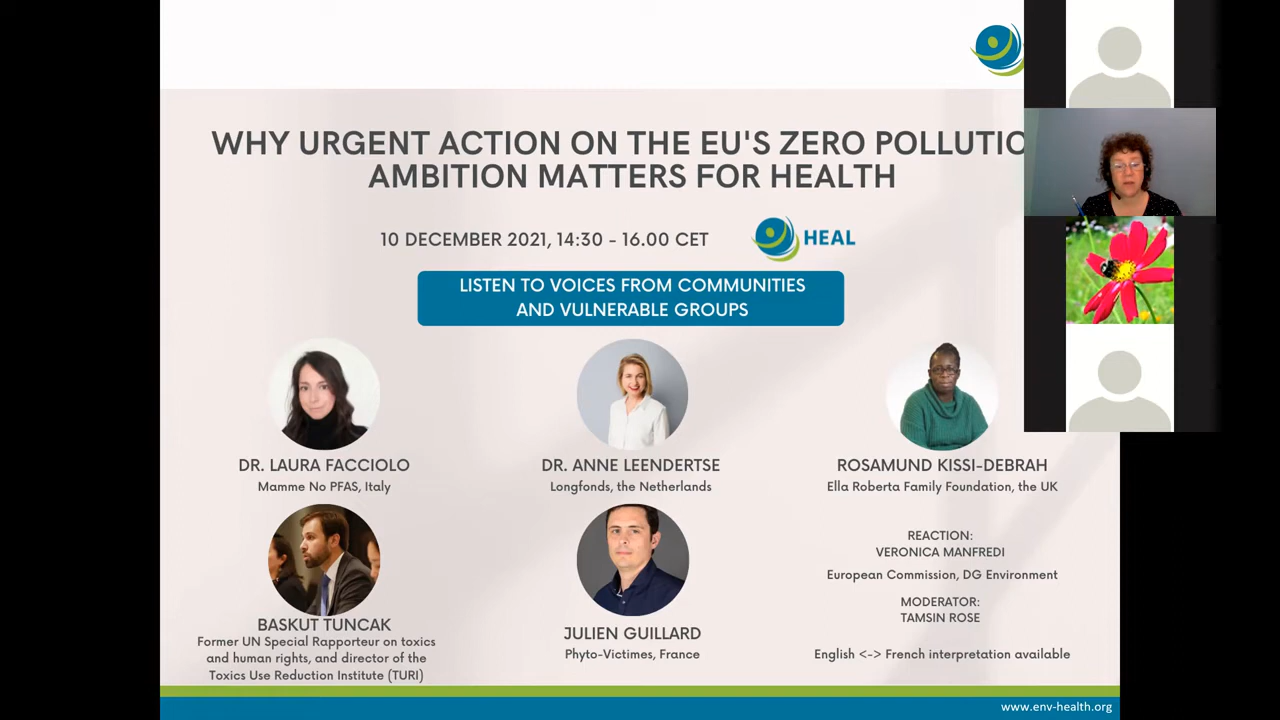 WHY URGENT ACTION ON THE EU'S ZERO POLLUTIO
AMBITION MATTERS FOR HEALTH
10 DECEMBER 2021, 14:30 - 16.00 CET
HEAL
LISTEN TO VOICES FROM COMMUNITIES
AND VULNERABLE GROUPS
DR. LAURA FACCIOLO
Mamme No PFAS, Italy
DR. ANNE LEENDERTSE
Longfonds, the Netherlands
ROSAMUND KISSI-DEBRAH
Ella Roberta Family Foundation, the UK
BASKUT TUNCAK
Former UN Special Rapporteur on toxics
and human rights, and director of the
Toxics Use Reduction Institute (TURI)
JULIEN GUILLARD
Phyto-Victimes, France
REACTION:
VERONICA MANFREDI
European Commission, DG Environment
MODERATOR:
TAMSIN ROSE
English <-> French interpretation available
www.env-health.org